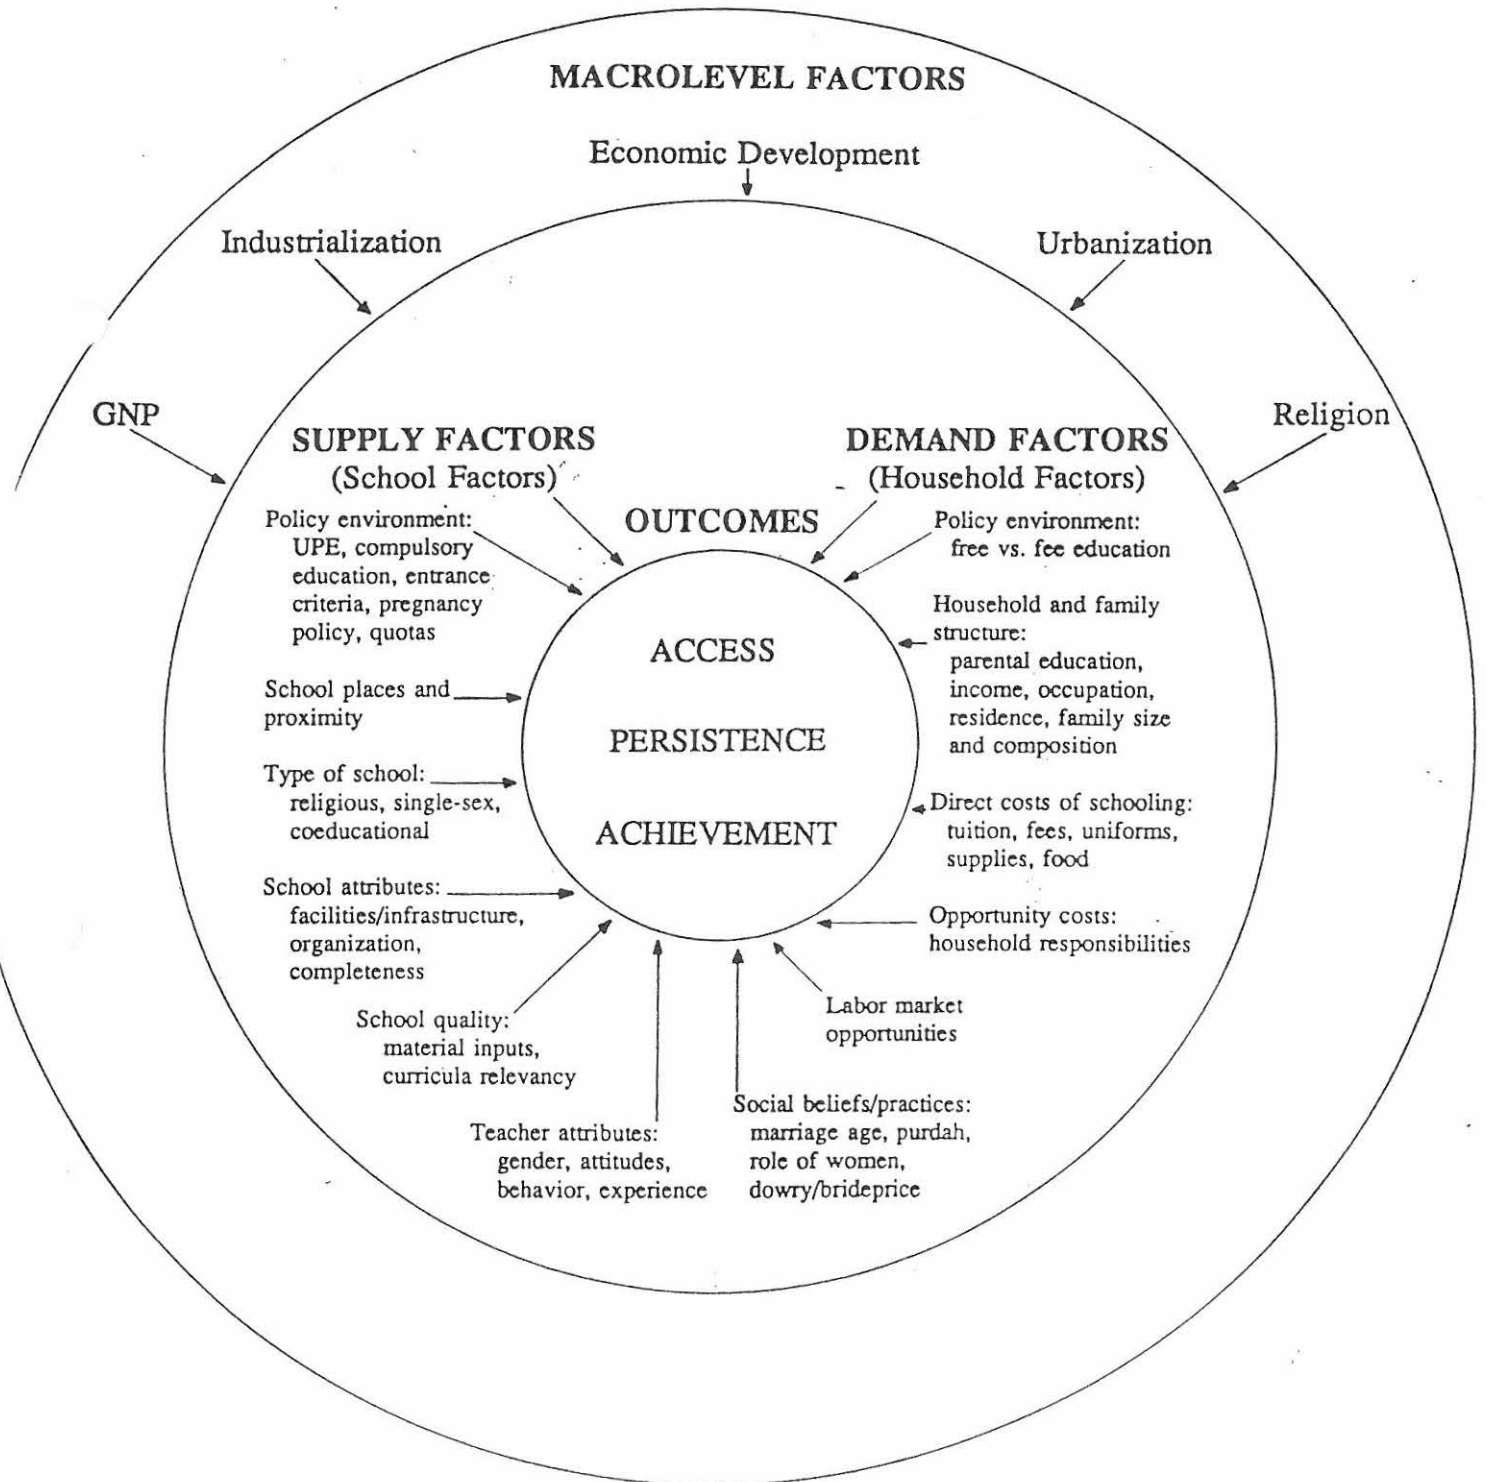 MACROLEVEL FACTORS
Economic Development
Industrialization
Urbanization
GNP
Religion
SUPPLY FACTORS
(School Factors)
Policy environment:
UPE, compulsory
education, entrance
criteria, pregnancy
policy, quotas
School places and
proximity
Type of school:
religious, single-sex,
coeducational
School attributes:
facilities/infrastructure,
organization,
completeness
School quality:
material inputs,
curricula relevancy
Teacher attributes:
gender, attitudes,
behavior, experience
OUTCOMES
ACCESS
PERSISTENCE
ACHIEVEMENT
DEMAND FACTORS
(Household Factors)
Policy environment:
free vs. fee education
Household and family
structure:
parental education,
income, occupation,
residence, family size
and composition
Direct costs of schooling:
tuition, fees, uniforms,
supplies, food
Opportunity costs:
household responsibilities
Labor market
opportunities
Social beliefs/practices:
marriage age, purdah,
role of women,
dowry/brideprice